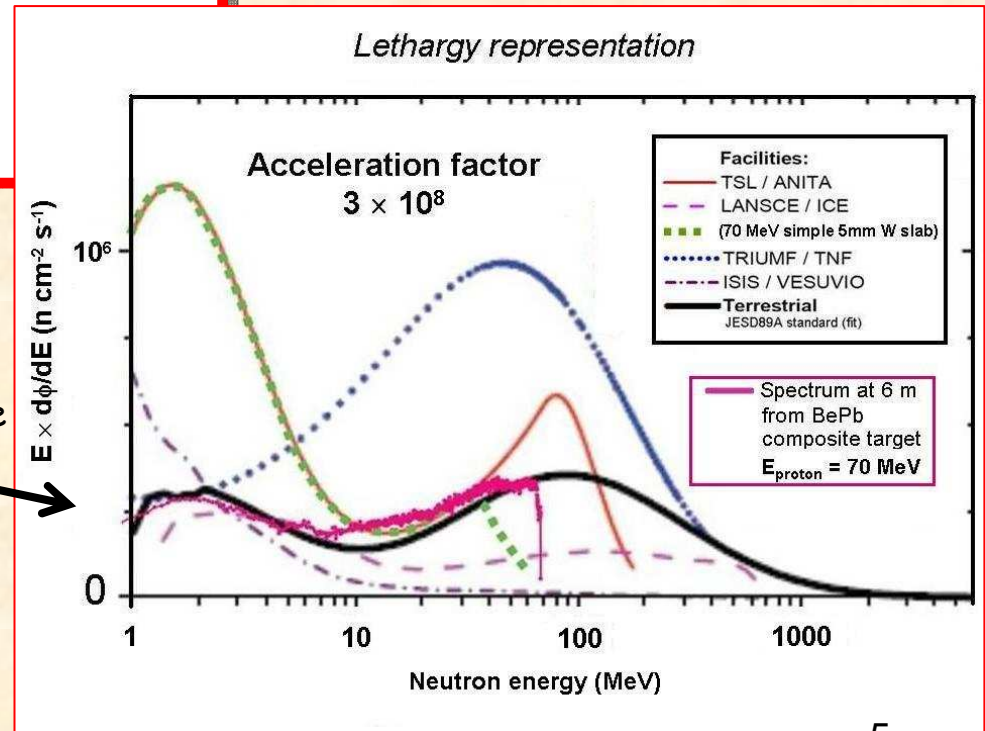 Lethargy representation
Acceleration factor
3 × 10⁸
Facilities:
TSL / ANITA
LANSCE / ICE
(70 MeV simple 5mm W slab)
TRIUMF / TNF
ISIS / VESUVIO
Terrestrial
JESD89A standard (fit)
Spectrum at 6 m
from BePb
composite target
E_proton = 70 MeV
E × dϕ/dE (n cm⁻² s⁻¹)
10⁶
0
1 10 100 1000
Neutron energy (MeV)